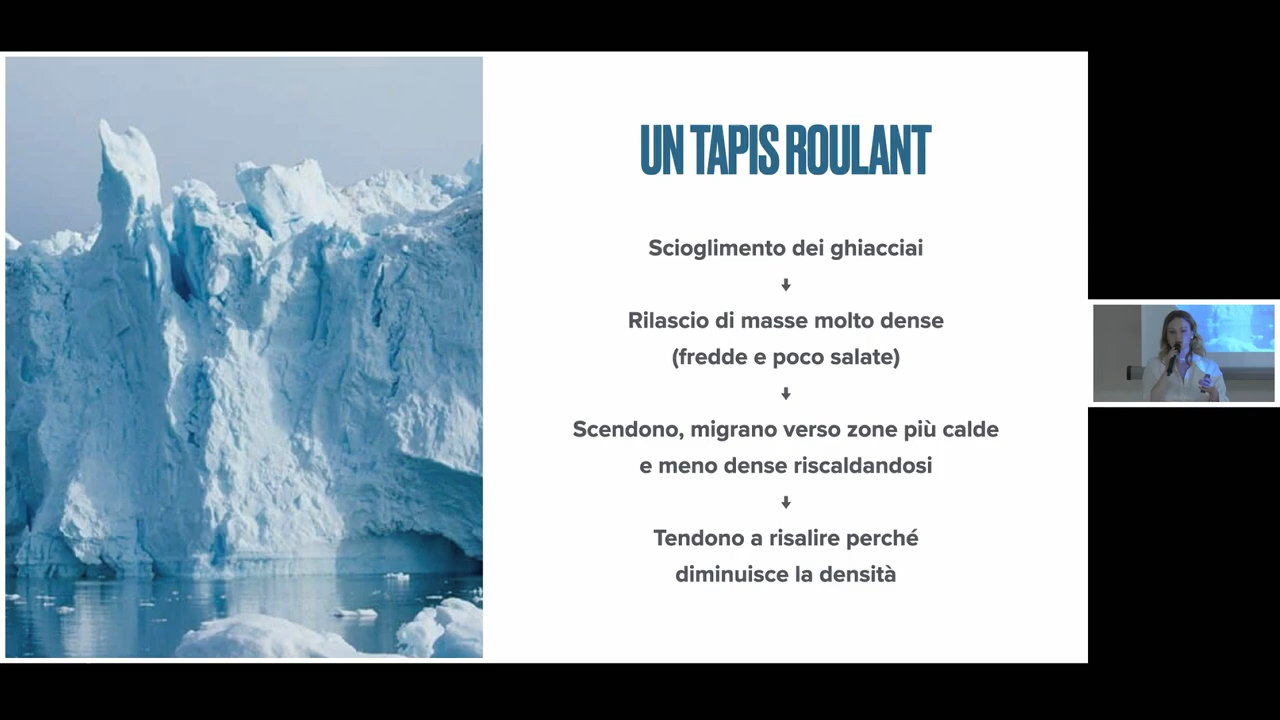 UN TAPIS ROULANT
Scioglimento dei ghiacciai
Rilascio di masse molto dense
(fredde e poco salate)
Scendono, migrano verso zone più calde
e meno dense riscaldandosi
Tendono a risalire perché
diminuisce la densità